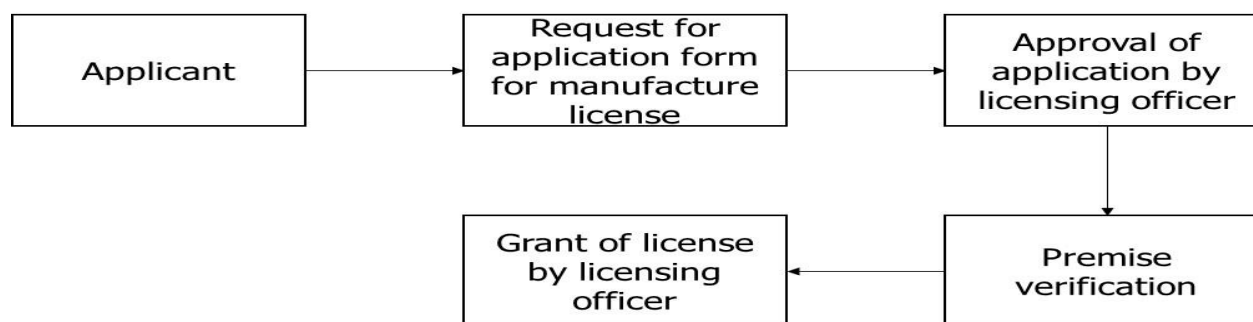 Applicant
Request for
application form
for manufacture
license
Approval of
application by
licensing officer
Premise
verification
Grant of license
by licensing
officer